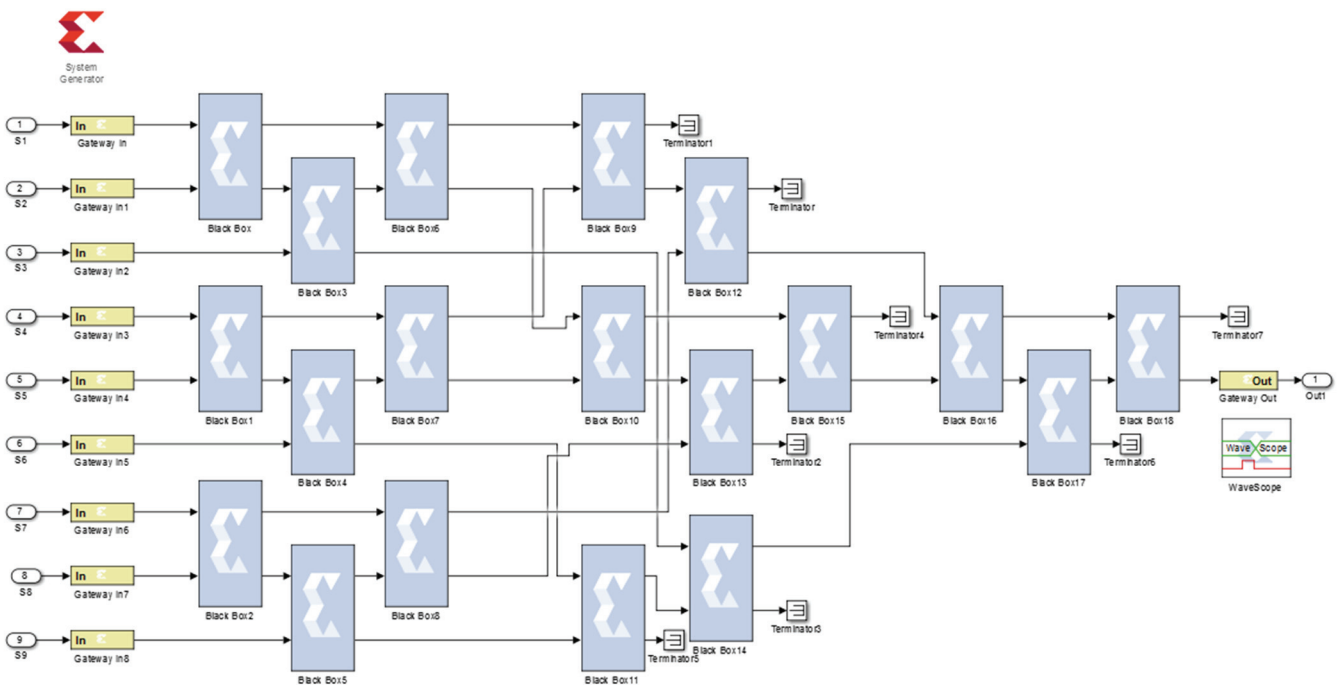 System
Generator
1
S1
In
Gateway In
Black Box
Black Box6
Black Box9
Terminator1
2
S2
In
Gateway In1
Black Box3
Black Box12
Terminator
3
S3
In
Gateway In2
4
S4
In
Gateway In3
Black Box1
Black Box7
Black Box10
Black Box15
Terminator4
Black Box16
Black Box18
Terminator7
5
S5
In
Gateway In4
Black Box4
Black Box13
Terminator2
Black Box17
Terminator6
Out
Gateway Out
1
Out1
6
S6
In
Gateway In5
Wave Scope
WaveScope
7
S7
In
Gateway In6
Black Box2
Black Box8
8
S8
In
Gateway In7
Black Box5
Black Box11
Terminator5
Black Box14
Terminator3
9
S9
In
Gateway In8